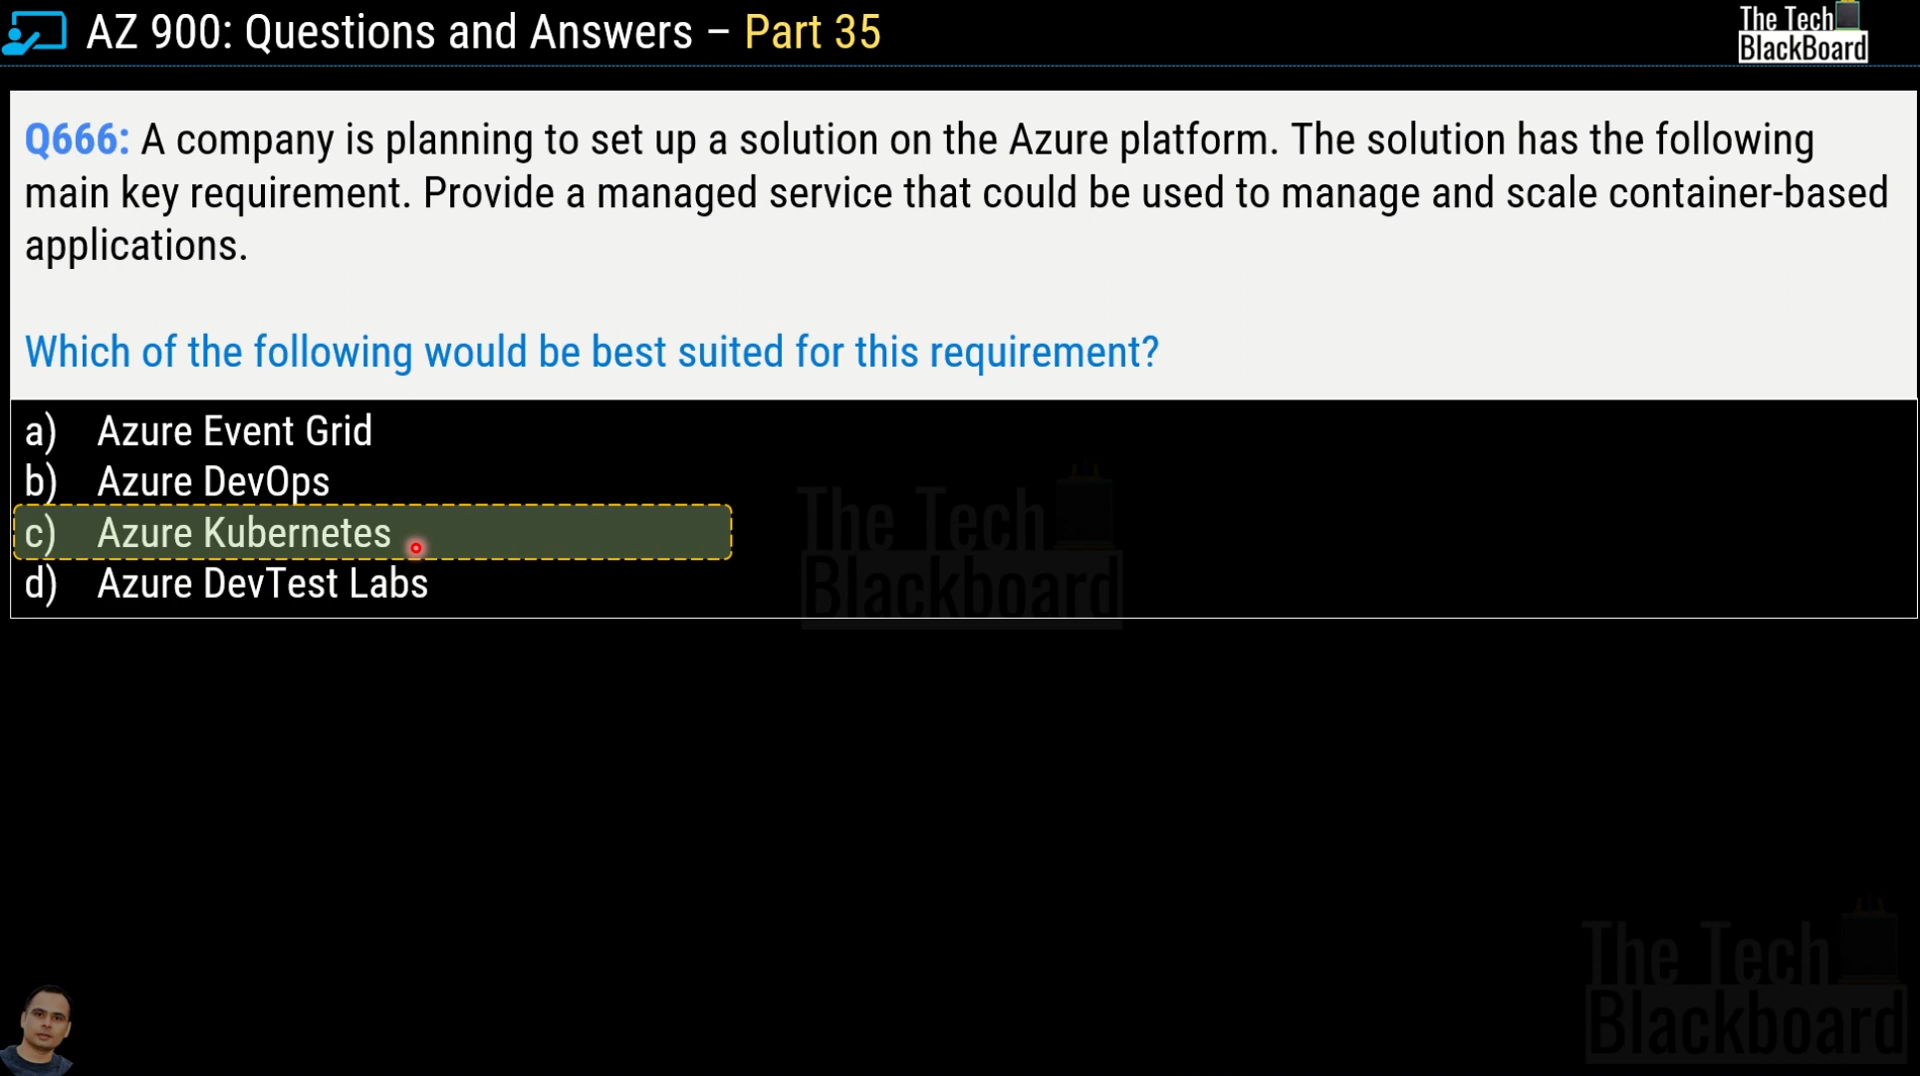 AZ 900: Questions and Answers – Part 35
The Tech
BlackBoard
Q666: A company is planning to set up a solution on the Azure platform. The solution has the following
main key requirement. Provide a managed service that could be used to manage and scale container-based
applications.
Which of the following would be best suited for this requirement?
a) Azure Event Grid
b) Azure DevOps
c) Azure Kubernetes
d) Azure DevTest Labs
The Tech
Blackboard
The Tech
Blackboard